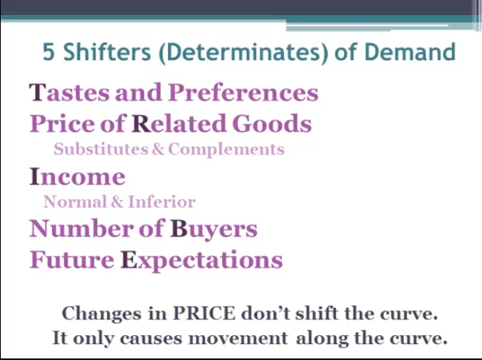 5 Shifters (Determinates) of Demand
Tastes and Preferences
Price of Related Goods
Substitutes & Complements
Income
Normal & Inferior
Number of Buyers
Future Expectations
Changes in PRICE don't shift the curve.
It only causes movement along the curve.